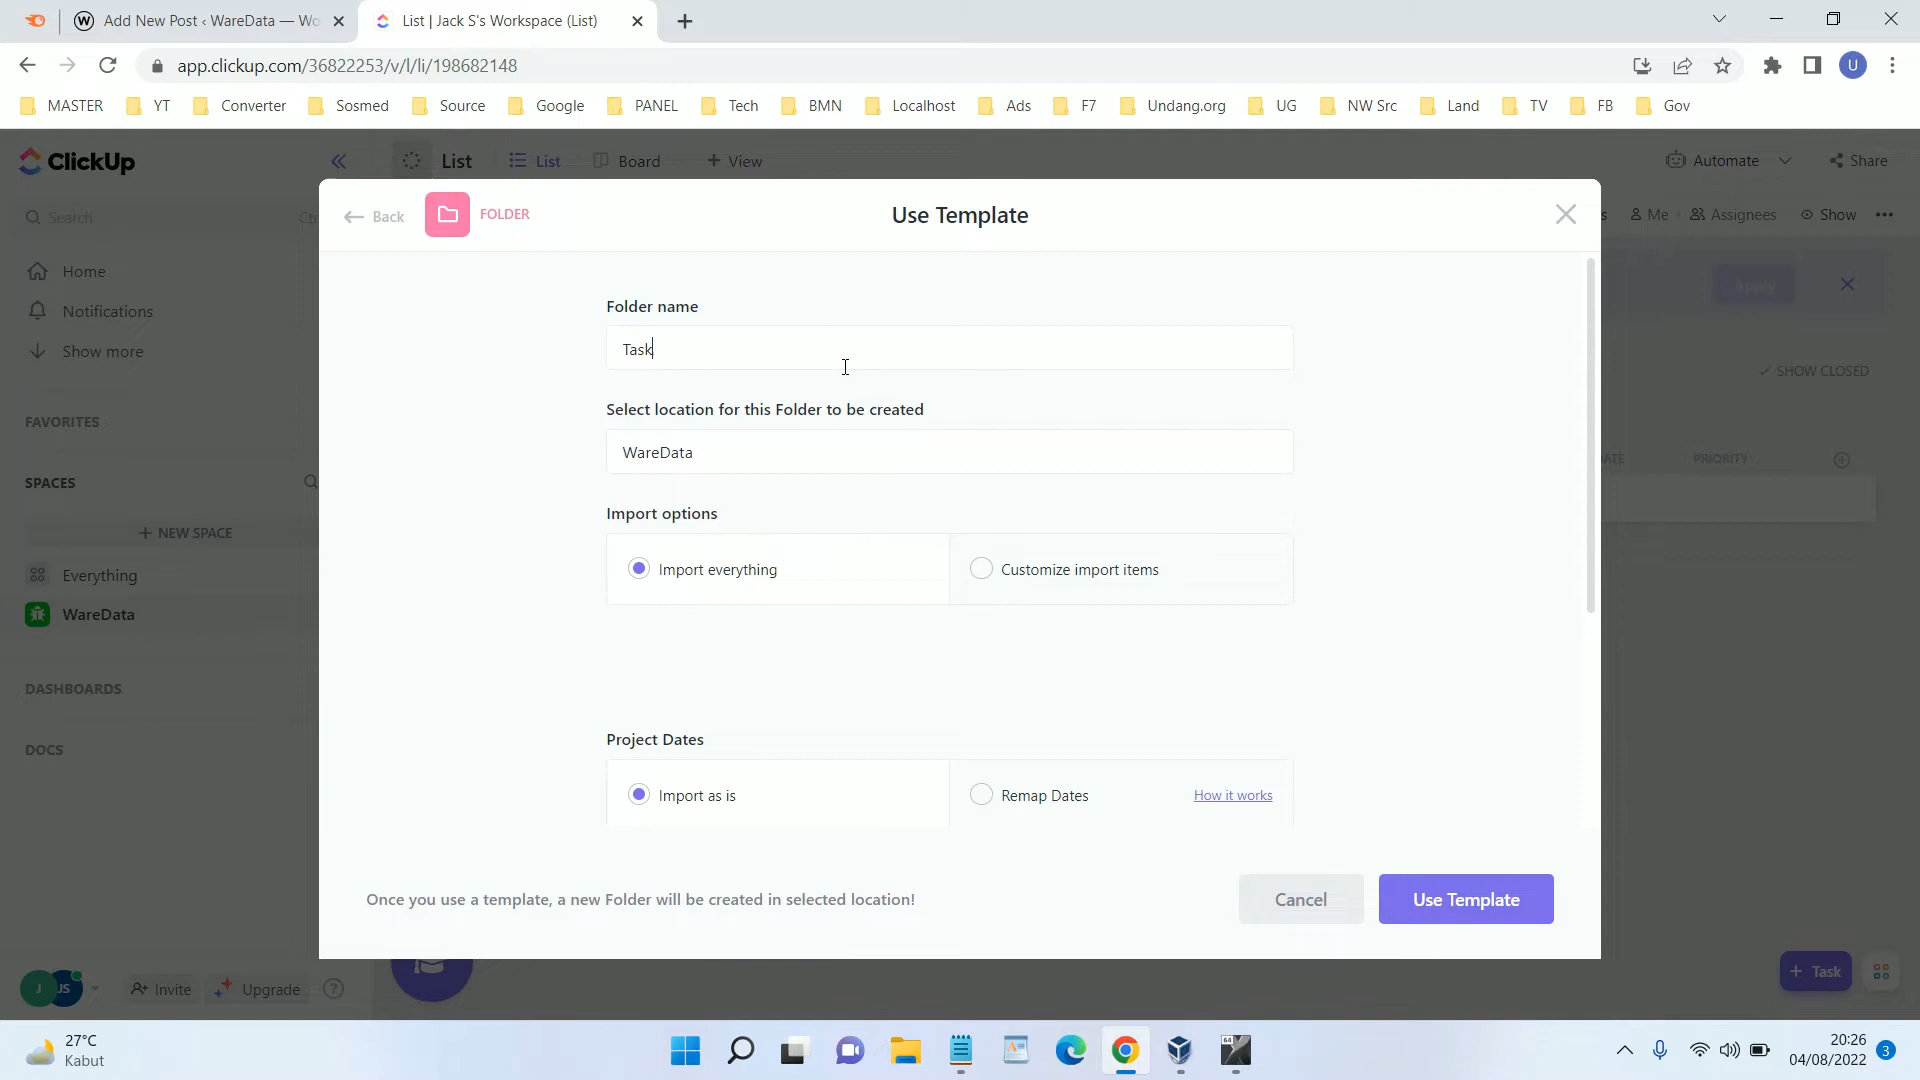 Add New Post ‹ WareData — Wo
List | Jack S's Workspace (List)
app.clickup.com/36822253/v/l/li/198682148
U
MASTER YT Converter Sosmed Source Google PANEL Tech BMN Localhost Ads F7 Undang.org UG NW Src Land TV FB Gov
ClickUp
List List Board + View
Automate Share
Search
Back FOLDER Use Template
Me Assignees Show
Home
Notifications
Show more
Folder name
Apply
Task
SHOW CLOSED
Select location for this Folder to be created
FAVORITES
WareData
PRIORITY
SPACES
Import options
+ NEW SPACE
Import everything Customize import items
Everything
WareData
DASHBOARDS
DOCS
Project Dates
Import as is Remap Dates How it works
Once you use a template, a new Folder will be created in selected location!
Cancel Use Template
+ Task
J JS Invite Upgrade ?
27°C
Kabut
64
20:26
04/08/2022
3